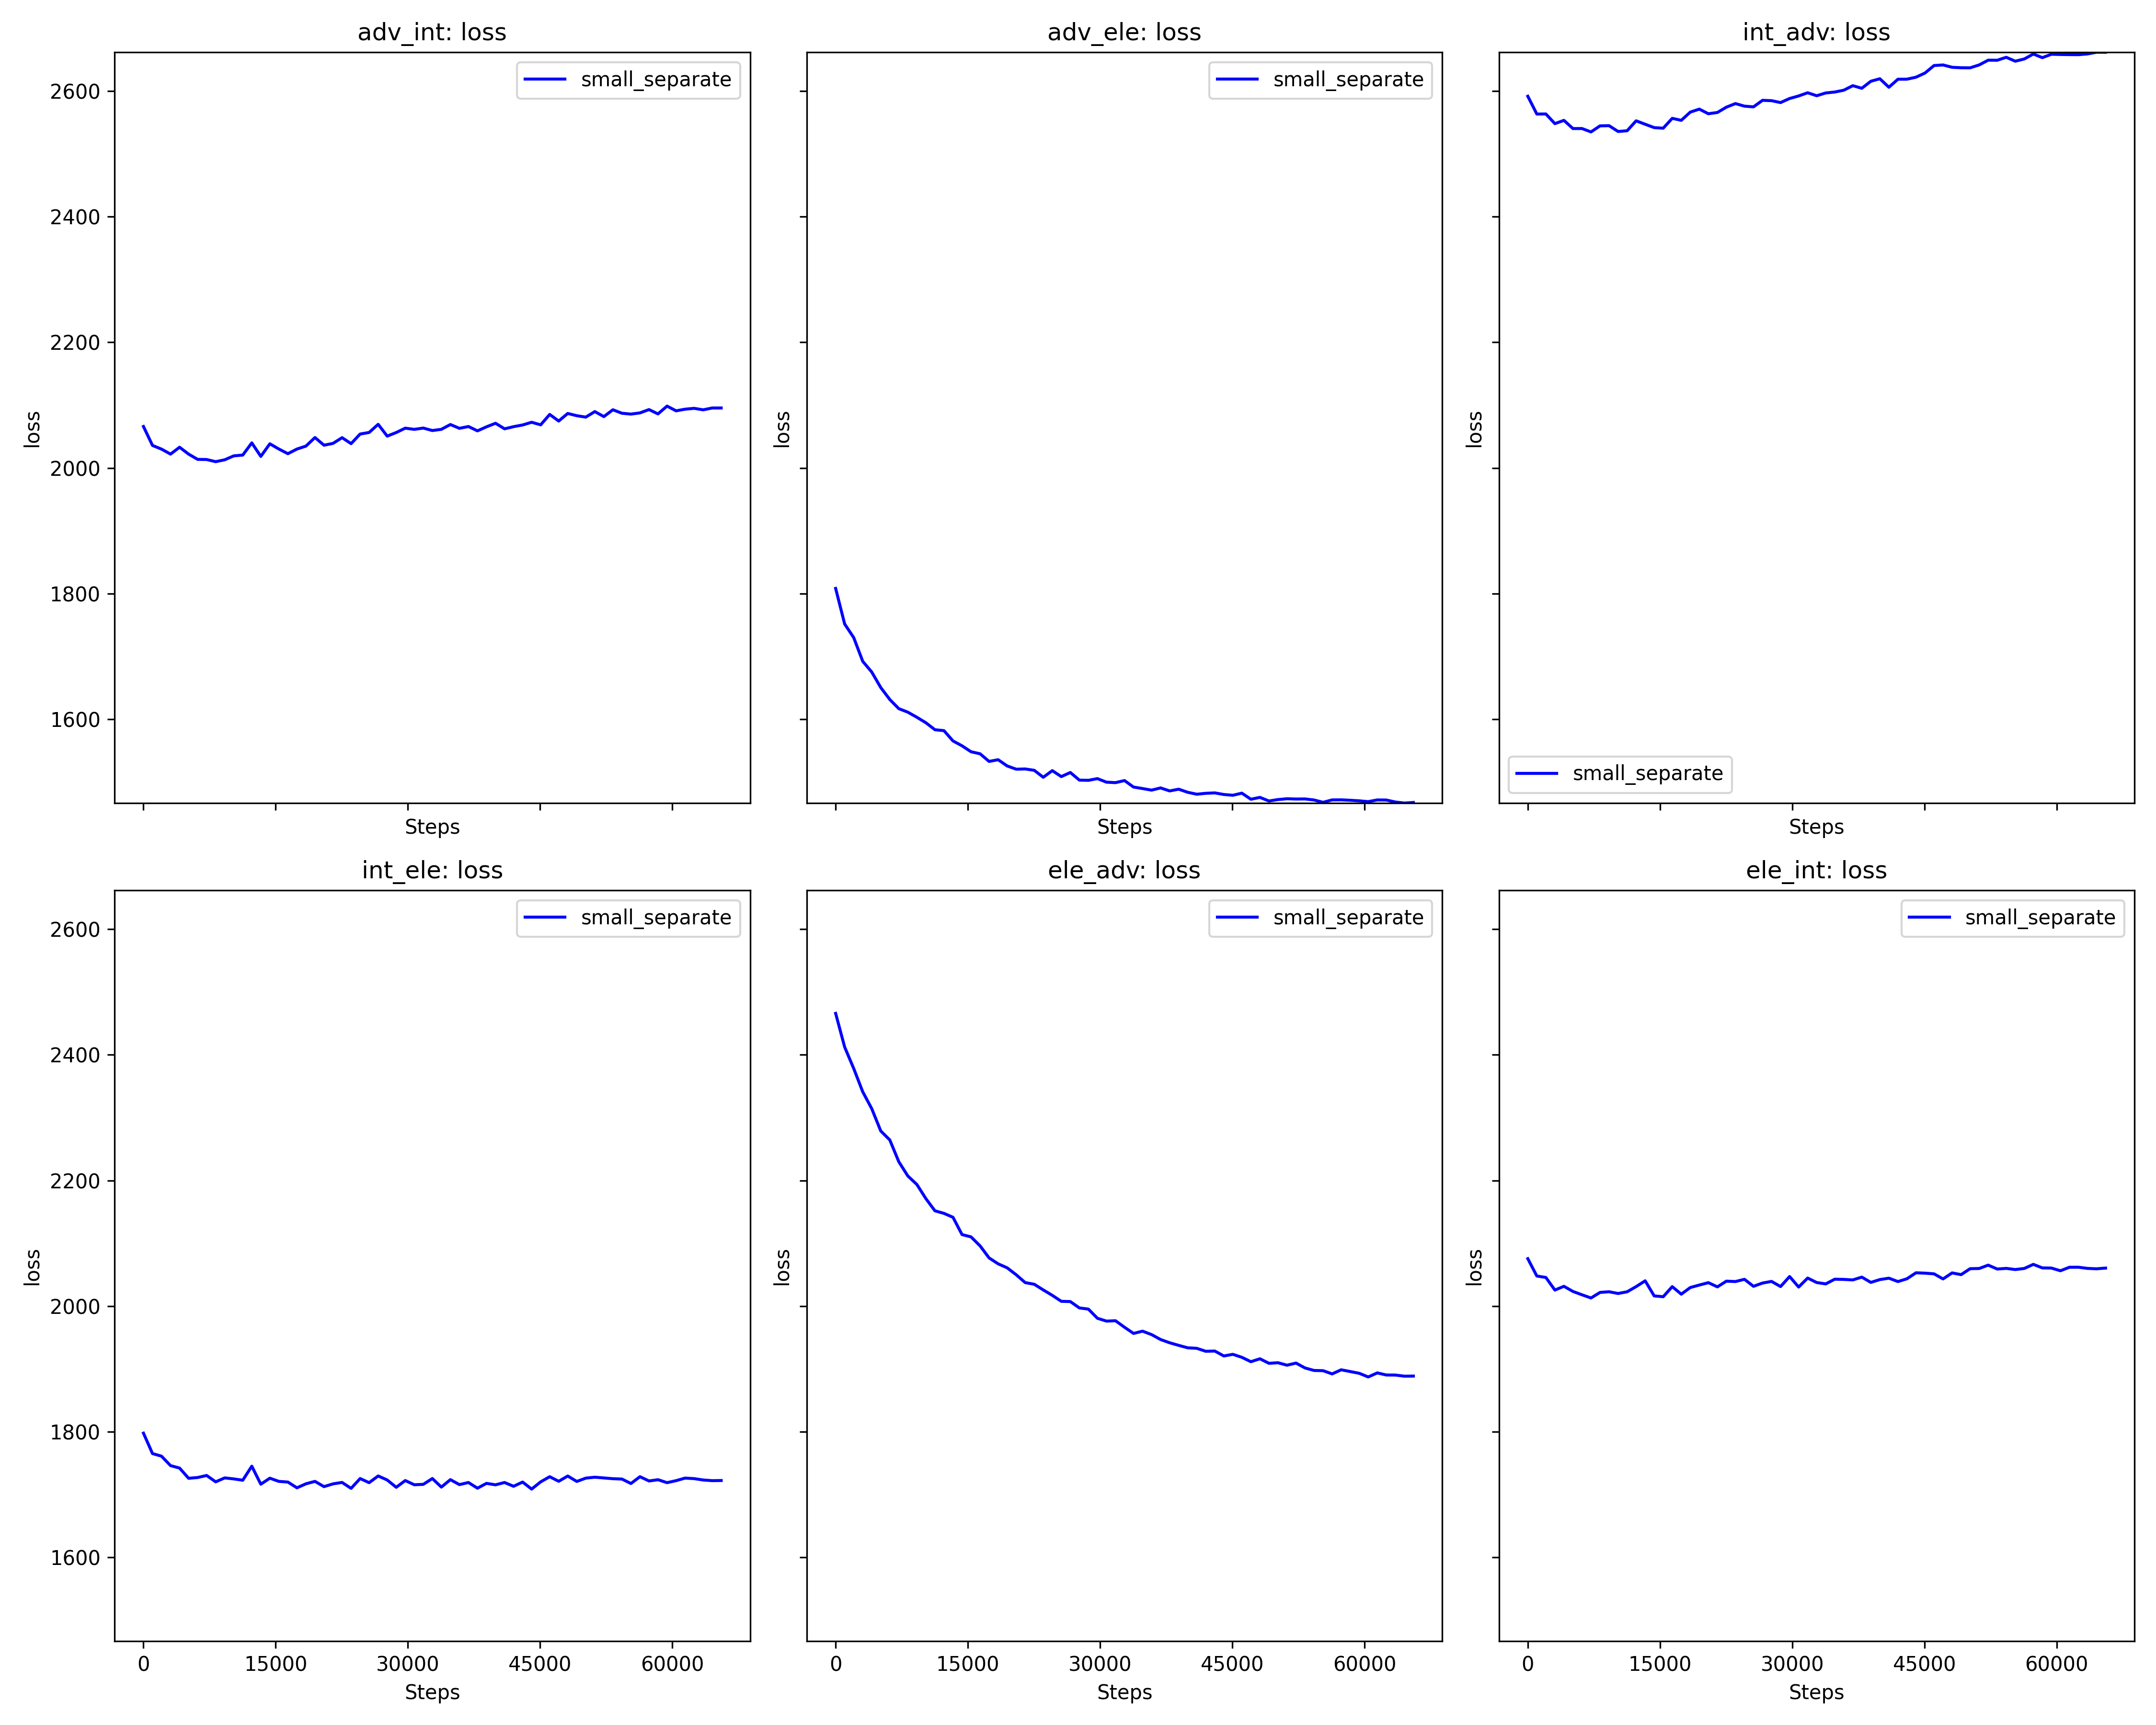 adv_int: loss
adv_ele: loss
int_adv: loss
small_separate
small_separate
small_separate
2600
2400
2200
2000
1800
1600
loss
loss
loss
Steps
Steps
Steps
int_ele: loss
ele_adv: loss
ele_int: loss
small_separate
small_separate
small_separate
2600
2400
2200
2000
1800
1600
loss
loss
loss
0 15000 30000 45000 60000
0 15000 30000 45000 60000
0 15000 30000 45000 60000
Steps
Steps
Steps